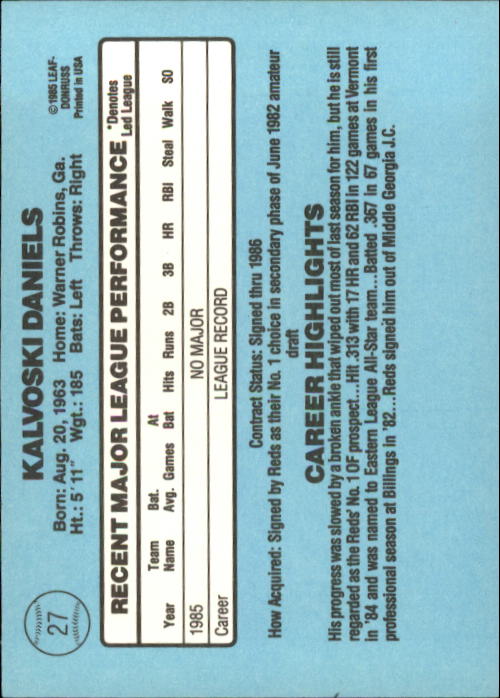 27
KALVOSKI DANIELS
©1985 LEAF-
DONRUSS
Printed in USA
Born: Aug. 20, 1963 Home: Warner Robins, Ga.
Ht.: 5'11" Wgt.: 185 Bats: Left Throws: Right
RECENT MAJOR LEAGUE PERFORMANCE
*Denotes
Led League
Team Bat. At
Year Name Avg. Games Bat Hits Runs 2B 3B HR RBI Steal Walk SO
1985 NO MAJOR
Career LEAGUE RECORD
Contract Status: Signed thru 1986
How Acquired: Signed by Reds as their No. 1 choice in secondary phase of June 1982 amateur
draft
CAREER HIGHLIGHTS
His progress was slowed by a broken ankle that wiped out most of last season for him, but he is still
regarded as the Reds' No. 1 OF prospect...Hit .313 with 17 HR and 62 RBI in 122 games at Vermont
in '84 and was named to Eastern League All-Star team...Batted .367 in 67 games in his first
professional season at Billings in '82...Reds signed him out of Middle Georgia J.C.